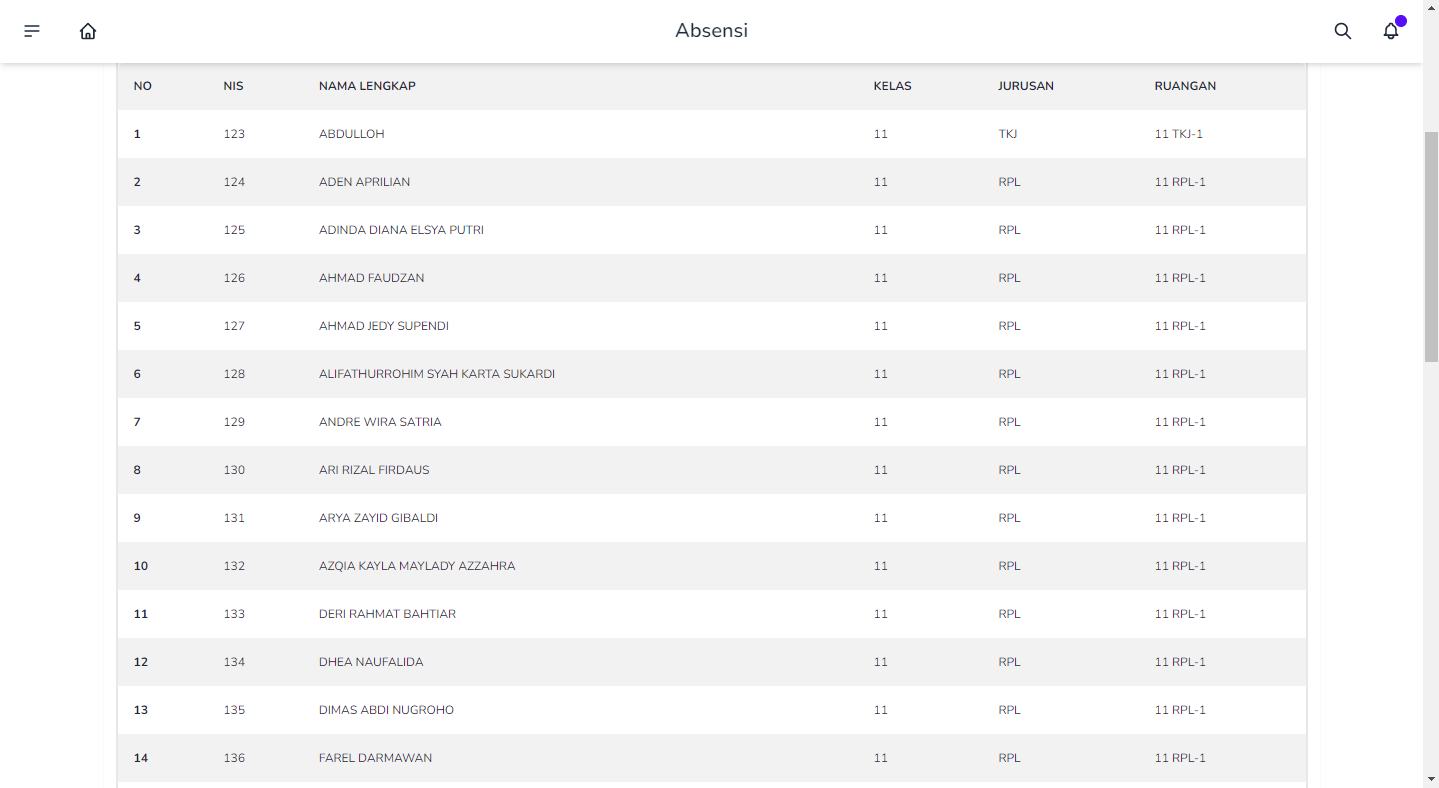 Absensi
NO NIS NAMA LENGKAP KELAS JURUSAN RUANGAN
1 123 ABDULLOH 11 TKJ 11 TKJ-1
2 124 ADEN APRILIAN 11 RPL 11 RPL-1
3 125 ADINDA DIANA ELSYA PUTRI 11 RPL 11 RPL-1
4 126 AHMAD FAUDZAN 11 RPL 11 RPL-1
5 127 AHMAD JEDY SUPENDI 11 RPL 11 RPL-1
6 128 ALIFATHURROHIM SYAH KARTA SUKARDI 11 RPL 11 RPL-1
7 129 ANDRE WIRA SATRIA 11 RPL 11 RPL-1
8 130 ARI RIZAL FIRDAUS 11 RPL 11 RPL-1
9 131 ARYA ZAYID GIBALDI 11 RPL 11 RPL-1
10 132 AZQIA KAYLA MAYLADY AZZAHRA 11 RPL 11 RPL-1
11 133 DERI RAHMAT BAHTIAR 11 RPL 11 RPL-1
12 134 DHEA NAUFALIDA 11 RPL 11 RPL-1
13 135 DIMAS ABDI NUGROHO 11 RPL 11 RPL-1
14 136 FAREL DARMAWAN 11 RPL 11 RPL-1